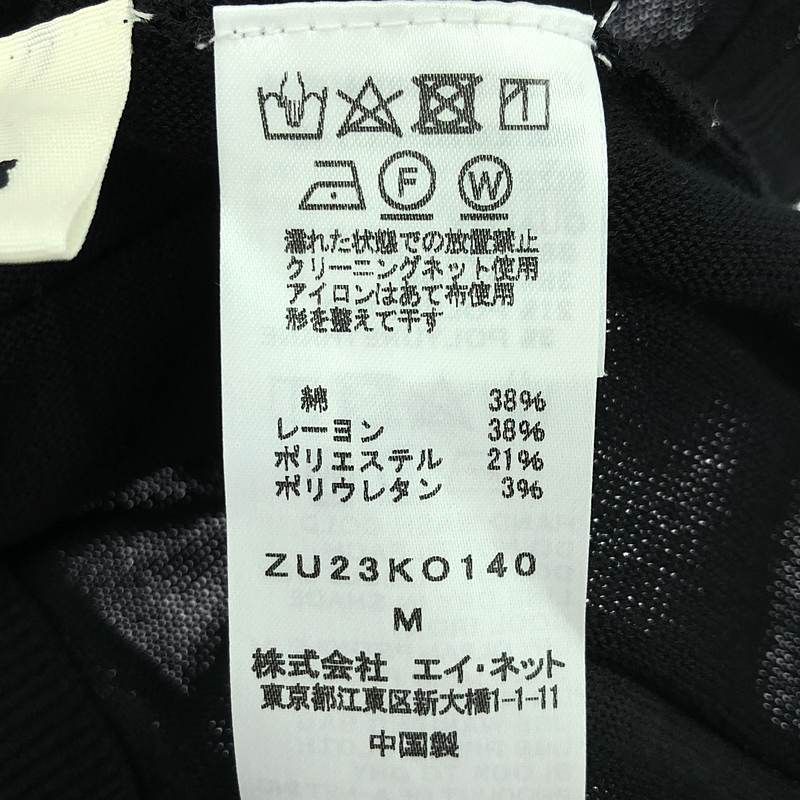 F W
濡れた状態での放置禁止
クリーニングネット使用
アイロンはあて布使用
形を整えて干す
綿 38%
レーヨン 38%
ポリエステル 21%
ポリウレタン 3%
ZU23KO140
M
株式会社 エイ・ネット
東京都江東区新大橋1-1-11
中国製